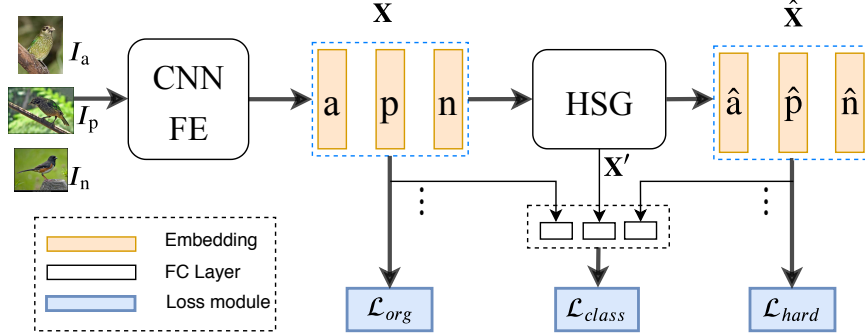 X
X̂
I_a
CNN
FE
a p n
HSG
â p̂ n̂
I_p
X′
I_n
Embedding
FC Layer
Loss module
ℒ_org
ℒ_class
ℒ_hard